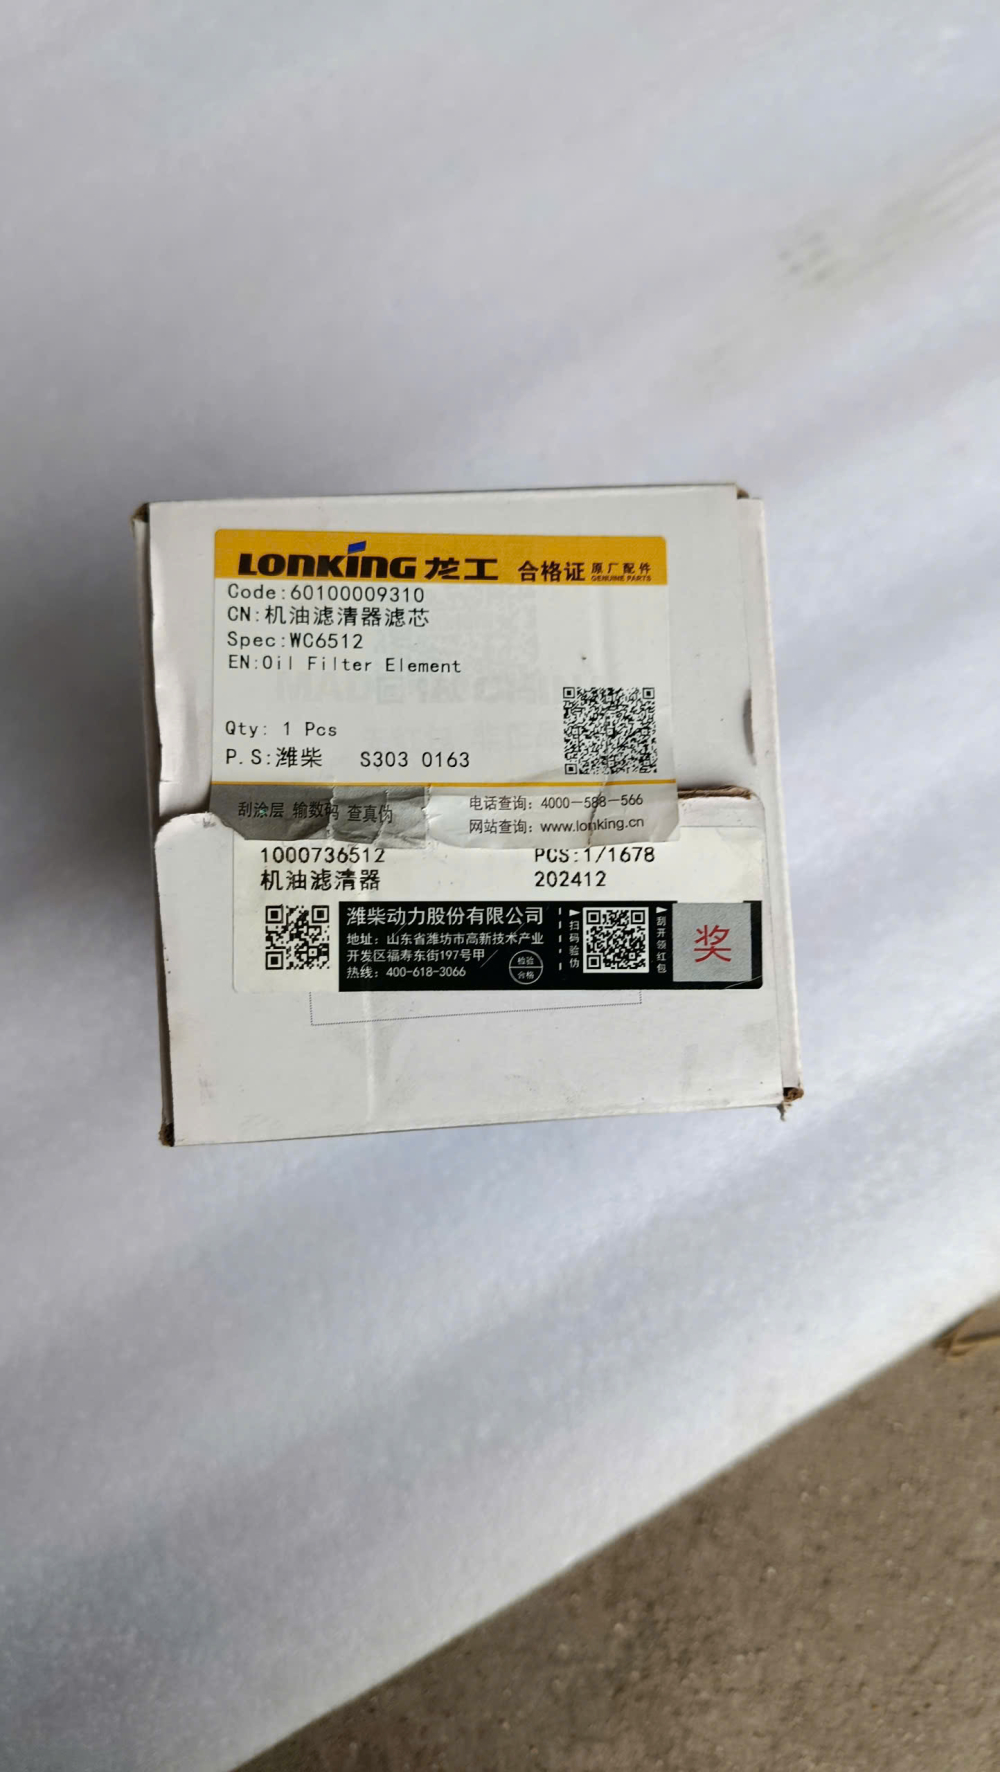 LONKING 龙工 合格证 原厂配件
GENUINE PARTS
Code:60100009310
CN:机油滤清器滤芯
Spec:WC6512
EN:Oil Filter Element
Qty: 1 Pcs
P.S:潍柴 S303 0163
刮涂层 输数码 查真伪
电话查询：4000-588-566
网站查询：www.lonking.cn
1000736512 PCS:1/1678
机油滤清器 202412
潍柴动力股份有限公司
地址：山东省潍坊市高新技术产业
开发区福寿东街197号甲
热线：400-618-3066
检验
合格
扫码验伪
刮开领红包
奖